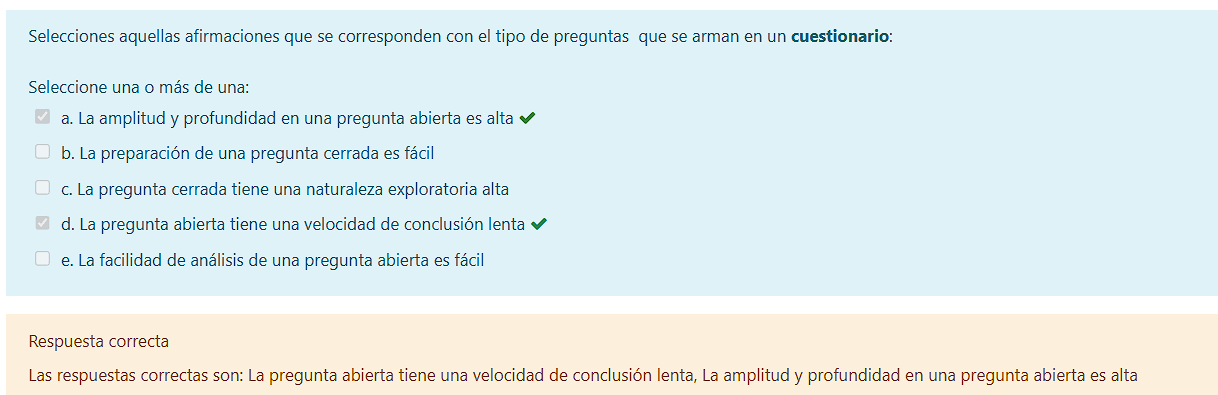 Selecciones aquellas afirmaciones que se corresponden con el tipo de preguntas que se arman en un cuestionario:
Seleccione una o más de una:
a. La amplitud y profundidad en una pregunta abierta es alta
b. La preparación de una pregunta cerrada es fácil
c. La pregunta cerrada tiene una naturaleza exploratoria alta
d. La pregunta abierta tiene una velocidad de conclusión lenta
e. La facilidad de análisis de una pregunta abierta es fácil
Respuesta correcta
Las respuestas correctas son: La pregunta abierta tiene una velocidad de conclusión lenta, La amplitud y profundidad en una pregunta abierta es alta